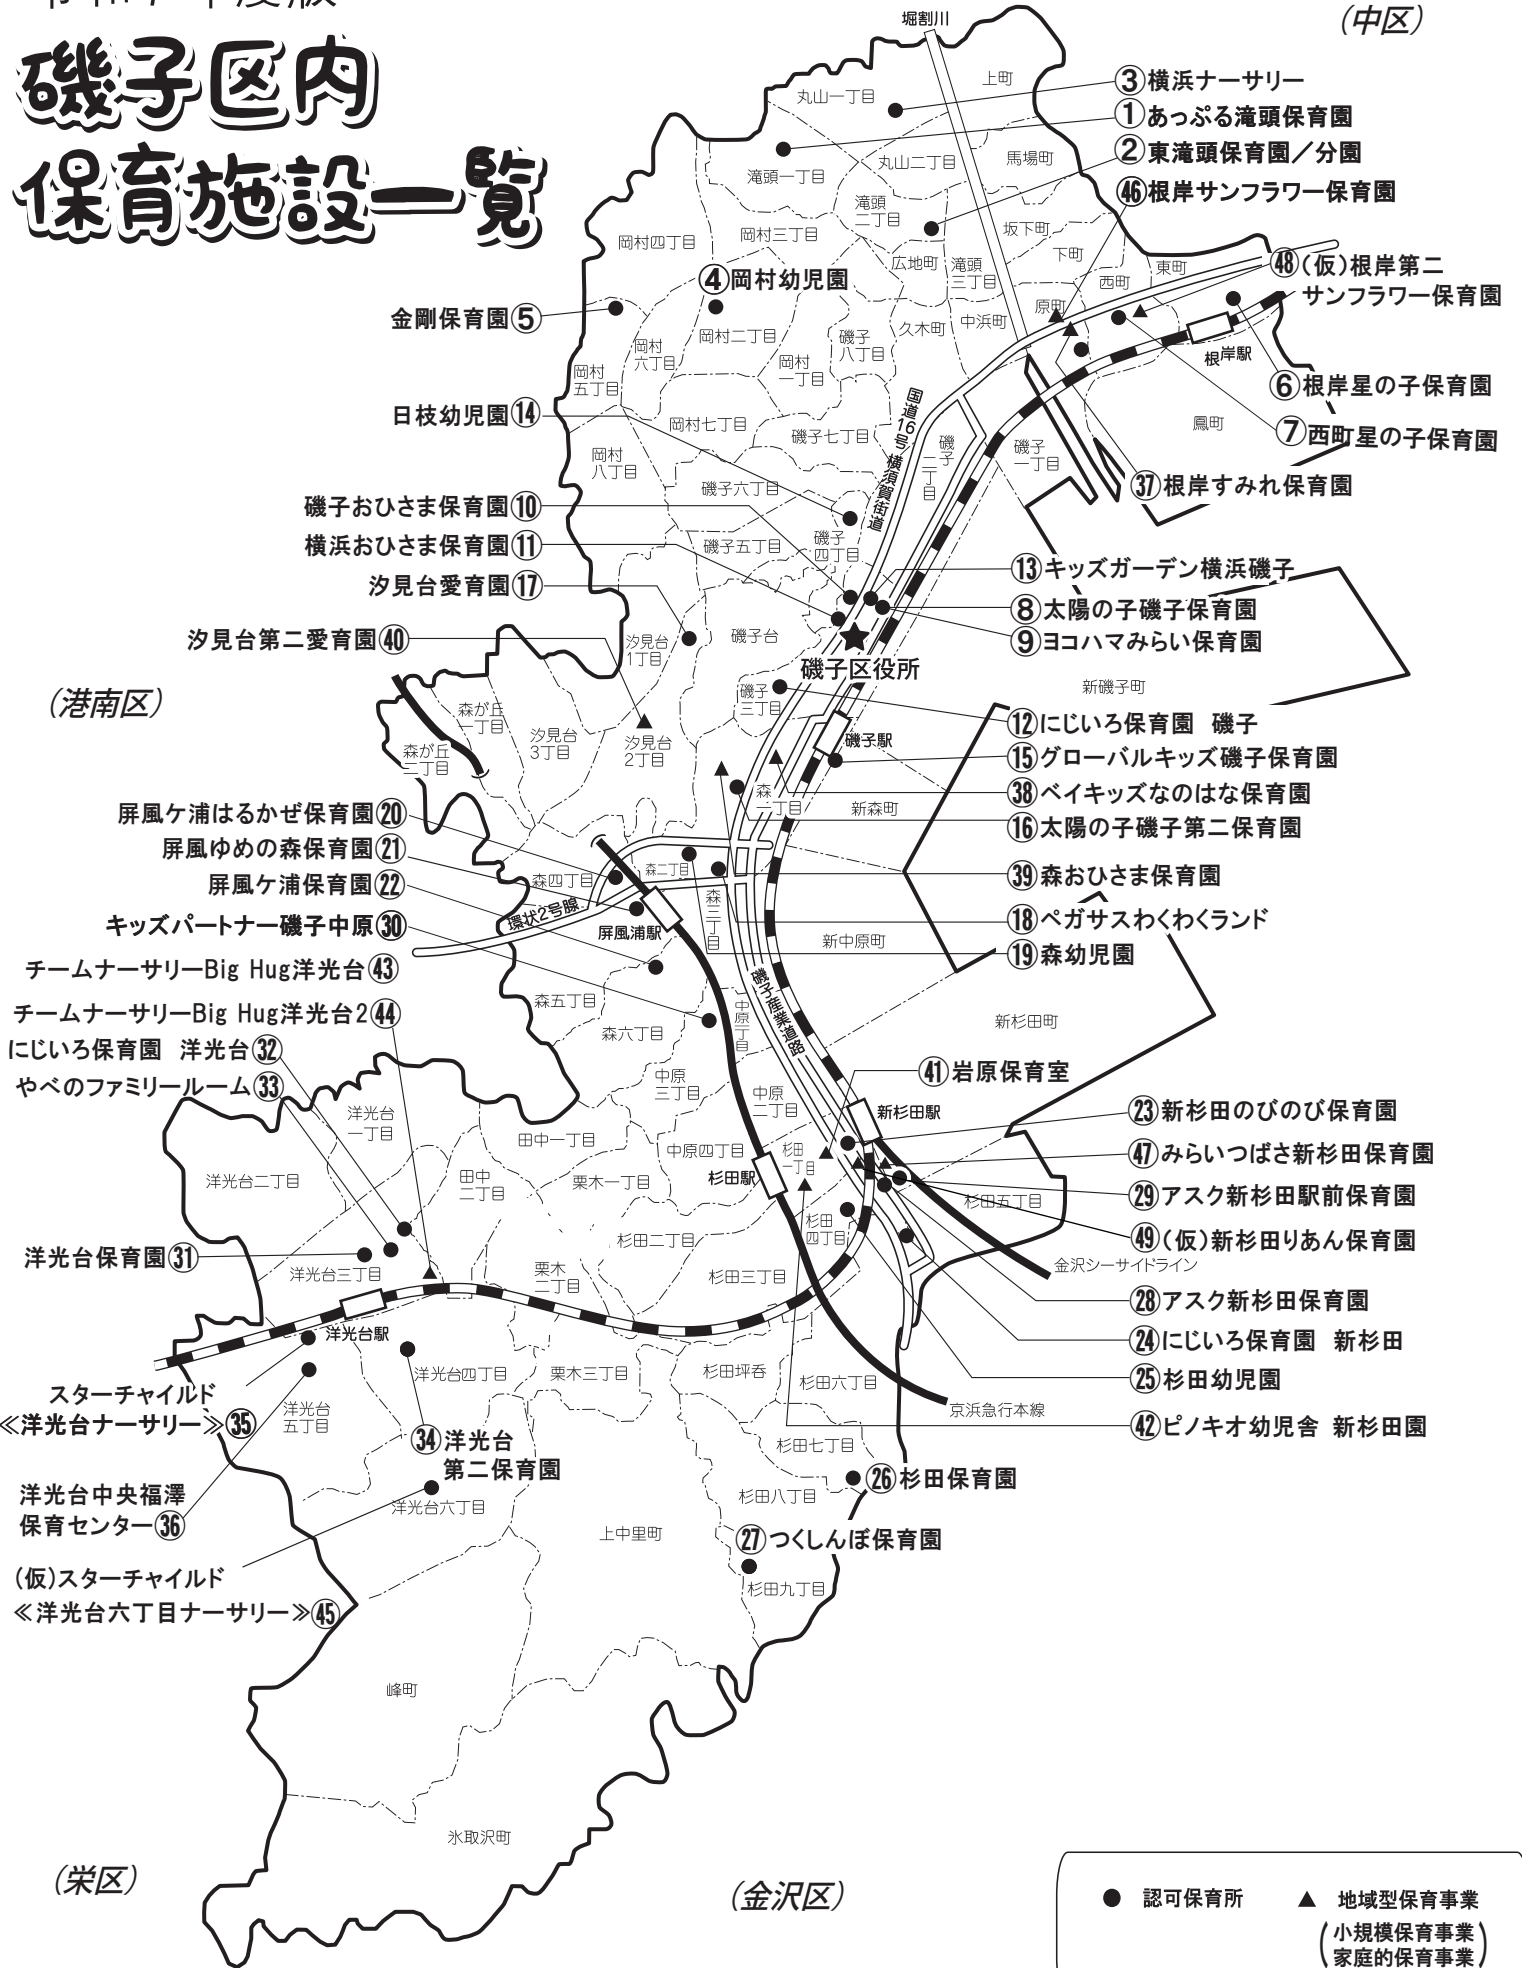 令和７年度版
磯子区内
保育施設一覧
(中区)
堀割川
上町
丸山一丁目
③横浜ナーサリー
①あっぷる滝頭保育園
②東滝頭保育園／分園
㊻根岸サンフラワー保育園
丸山二丁目
馬場町
滝頭一丁目
滝頭
二丁目
坂下町
岡村四丁目
岡村三丁目
広地町
滝頭
三丁目
下町
西町
東町
㊽(仮)根岸第二
サンフラワー保育園
④岡村幼児園
金剛保育園⑤
原町
中浜町
久木町
岡村二丁目
磯子
八丁目
岡村
六丁目
岡村
一丁目
岡村
五丁目
根岸駅
⑥根岸星の子保育園
⑦西町星の子保育園
鳳町
日枝幼児園⑭
国道16号 横須賀街道
岡村七丁目
磯子七丁目
磯子
二丁目
磯子
一丁目
岡村
八丁目
磯子六丁目
㊲根岸すみれ保育園
磯子おひさま保育園⑩
横浜おひさま保育園⑪
汐見台愛育園⑰
磯子五丁目
磯子
四丁目
⑬キッズガーデン横浜磯子
⑧太陽の子磯子保育園
⑨ヨコハマみらい保育園
汐見台第二愛育園㊵
汐見台
1丁目
磯子台
磯子区役所
新磯子町
(港南区)
磯子
三丁目
森が丘
一丁目
森が丘
二丁目
汐見台
3丁目
汐見台
2丁目
磯子駅
⑫にじいろ保育園 磯子
⑮グローバルキッズ磯子保育園
㊳ベイキッズなのはな保育園
⑯太陽の子磯子第二保育園
森
一丁目
新森町
屏風ケ浦はるかぜ保育園⑳
屏風ゆめの森保育園㉑
屏風ケ浦保育園㉒
キッズパートナー磯子中原㉚
チームナーサリーBig Hug洋光台㊸
チームナーサリーBig Hug洋光台2㊹
にじいろ保育園 洋光台㉜
やべのファミリールーム㉝
森四丁目
森二丁目
環状2号線
屏風浦駅
森三丁目
㊴森おひさま保育園
⑱ペガサスわくわくランド
⑲森幼児園
新中原町
森五丁目
森六丁目
中原一丁目
磯子産業道路
新杉田町
㊶岩原保育室
中原
三丁目
中原
二丁目
新杉田駅
㉓新杉田のびのび保育園
㊼みらいつばさ新杉田保育園
㉙アスク新杉田駅前保育園
㊾(仮)新杉田りあん保育園
洋光台
一丁目
洋光台二丁目
田中一丁目
田中
二丁目
中原四丁目
杉田
一丁目
栗木一丁目
杉田駅
杉田五丁目
杉田
四丁目
杉田二丁目
洋光台保育園㉛
洋光台三丁目
栗木
二丁目
杉田三丁目
金沢シーサイドライン
㉘アスク新杉田保育園
㉔にじいろ保育園 新杉田
㉕杉田幼児園
㊷ピノキオ幼児舎 新杉田園
洋光台駅
洋光台四丁目
栗木三丁目
杉田坪呑
杉田六丁目
京浜急行本線
スターチャイルド
≪洋光台ナーサリー≫㉟
洋光台
五丁目
㉞洋光台
第二保育園
杉田七丁目
㉖杉田保育園
洋光台中央福澤
保育センター㊱
洋光台六丁目
杉田八丁目
上中里町
㉗つくしんぼ保育園
杉田九丁目
(仮)スターチャイルド
≪洋光台六丁目ナーサリー≫㊺
峰町
氷取沢町
(栄区)
(金沢区)
● 認可保育所
▲ 地域型保育事業
(小規模保育事業
家庭的保育事業)